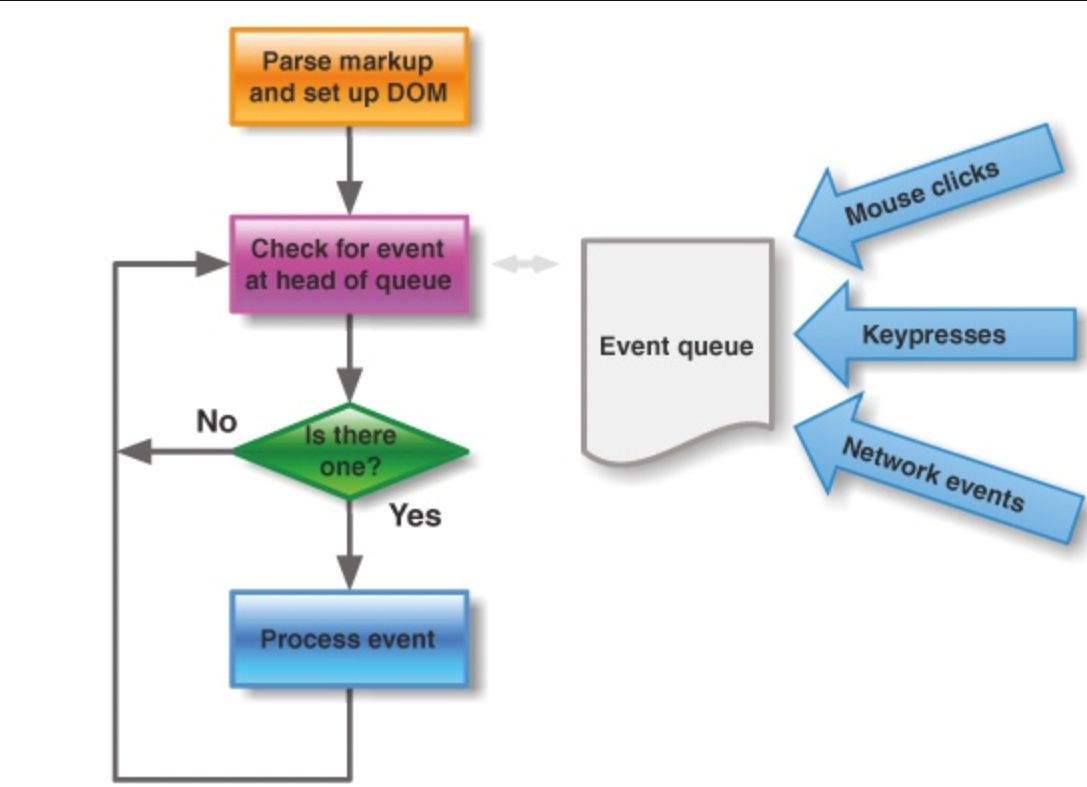 Parse markup
and set up DOM
Check for event
at head of queue
Is there
one?
No
Yes
Process event
Event queue
Mouse clicks
Keypresses
Network events